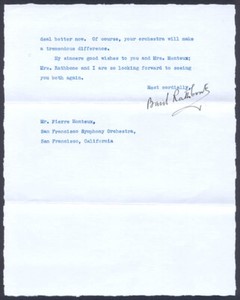 deal better now. Of course, your orchestra will make
a tremendous difference.
My sincere good wishes to you and Mrs. Monteux;
Mrs. Rathbone and I are so looking forward to seeing
you both again.
Most cordially,
Basil Rathbone
Mr. Pierre Monteux,
San Francisco Symphony Orchestra,
San Francisco, California